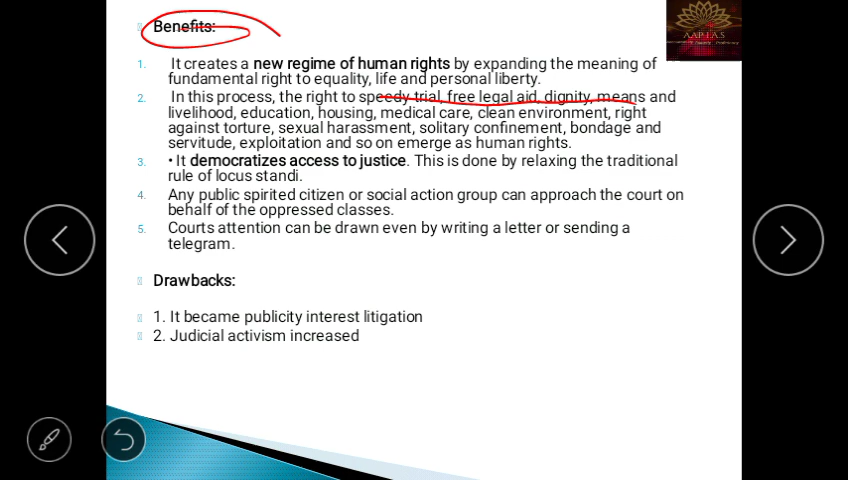 Benefits:
AAP I.A.S
1. It creates a new regime of human rights by expanding the meaning of
fundamental right to equality, life and personal liberty.
2. In this process, the right to speedy trial, free legal aid, dignity, means and
livelihood, education, housing, medical care, clean environment, right
against torture, sexual harassment, solitary confinement, bondage and
servitude, exploitation and so on emerge as human rights.
3. • It democratizes access to justice. This is done by relaxing the traditional
rule of locus standi.
4. Any public spirited citizen or social action group can approach the court on
behalf of the oppressed classes.
5. Courts attention can be drawn even by writing a letter or sending a
telegram.
Drawbacks:
1. It became publicity interest litigation
2. Judicial activism increased